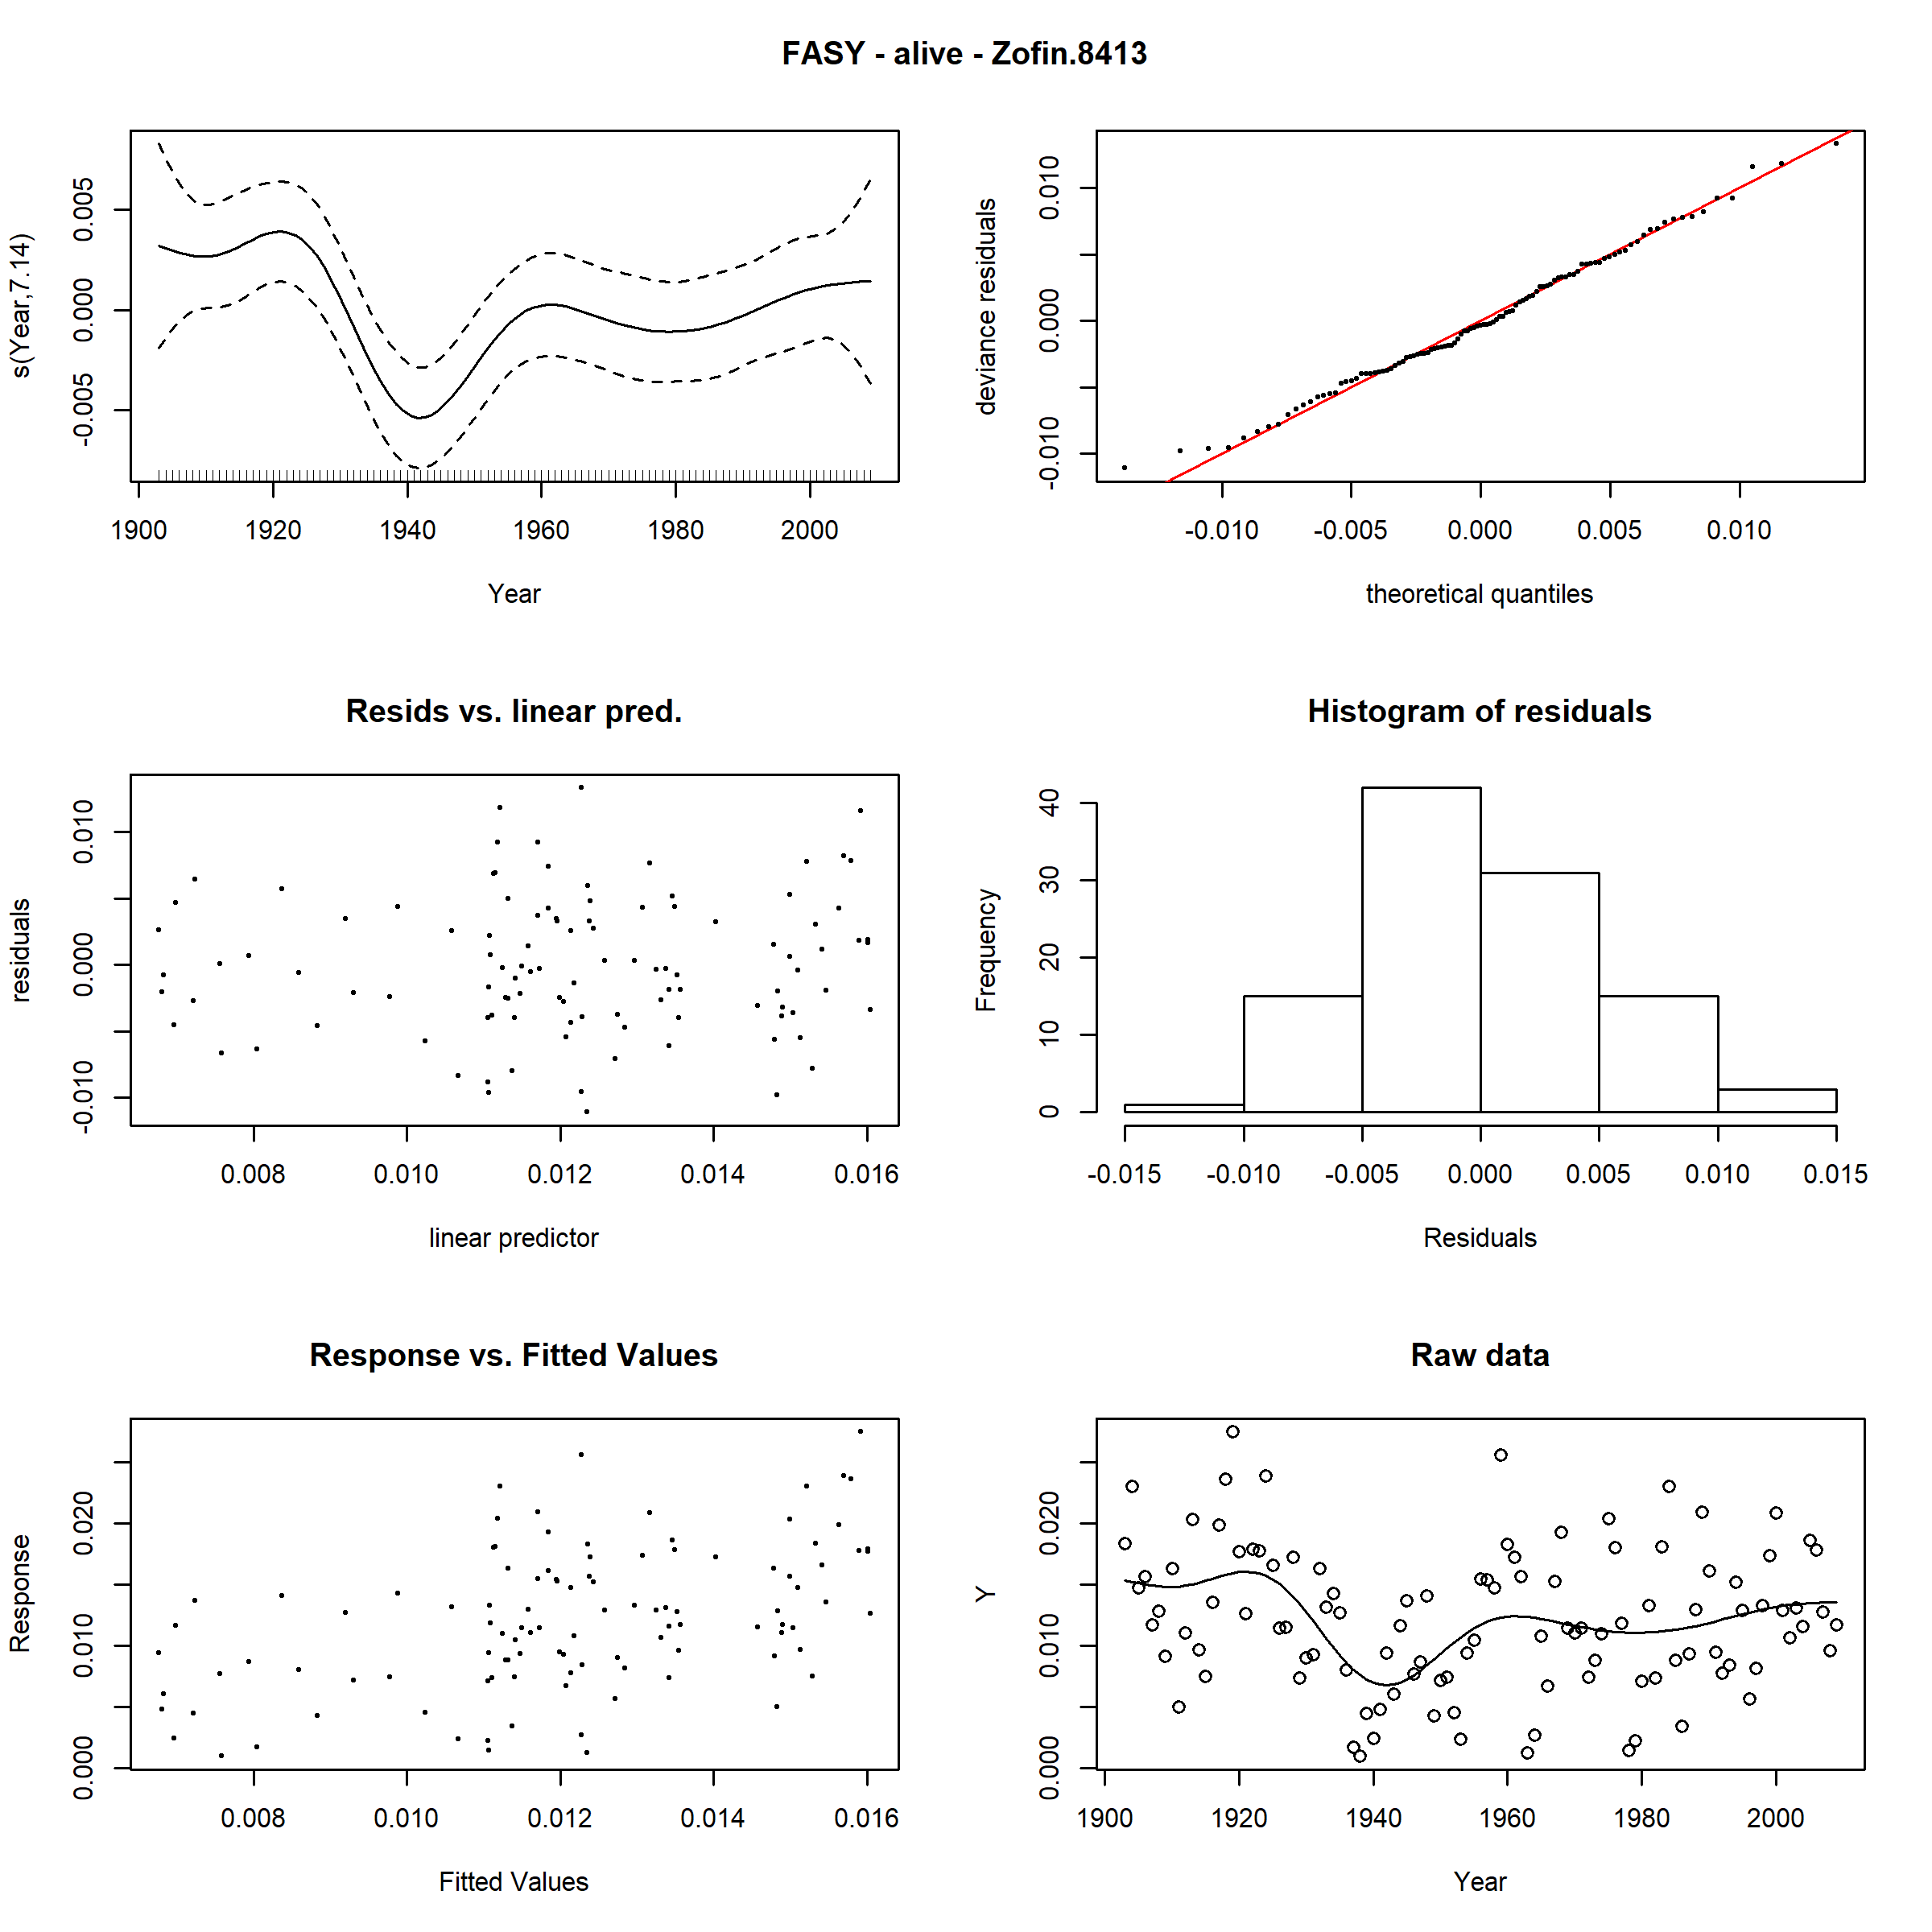 FASY - alive - Zofin.8413
s(Year,7.14)
0.005
0.000
-0.005
1900 1920 1940 1960 1980 2000
Year
deviance residuals
0.010
0.000
-0.010
-0.010 -0.005 0.000 0.005 0.010
theoretical quantiles
Resids vs. linear pred.
residuals
0.010
0.000
-0.010
0.008 0.010 0.012 0.014 0.016
linear predictor
Histogram of residuals
Frequency
40
30
20
10
0
-0.015 -0.010 -0.005 0.000 0.005 0.010 0.015
Residuals
Response vs. Fitted Values
Response
0.020
0.010
0.000
0.008 0.010 0.012 0.014 0.016
Fitted Values
Raw data
Y
0.020
0.010
0.000
1900 1920 1940 1960 1980 2000
Year